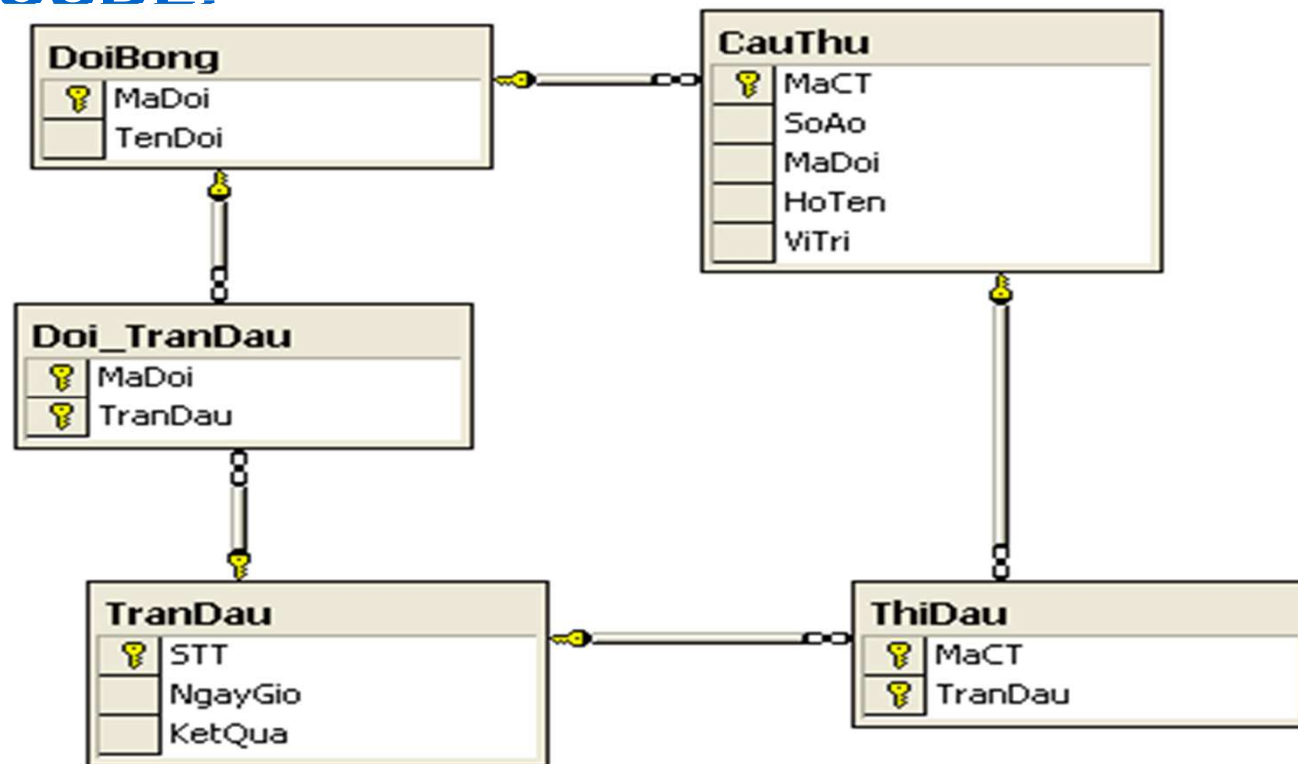 DoiBong
MaDoi
TenDoi
CauThu
MaCT
SoAo
MaDoi
HoTen
ViTri
Doi_TranDau
MaDoi
TranDau
TranDau
STT
NgayGio
KetQua
ThiDau
MaCT
TranDau